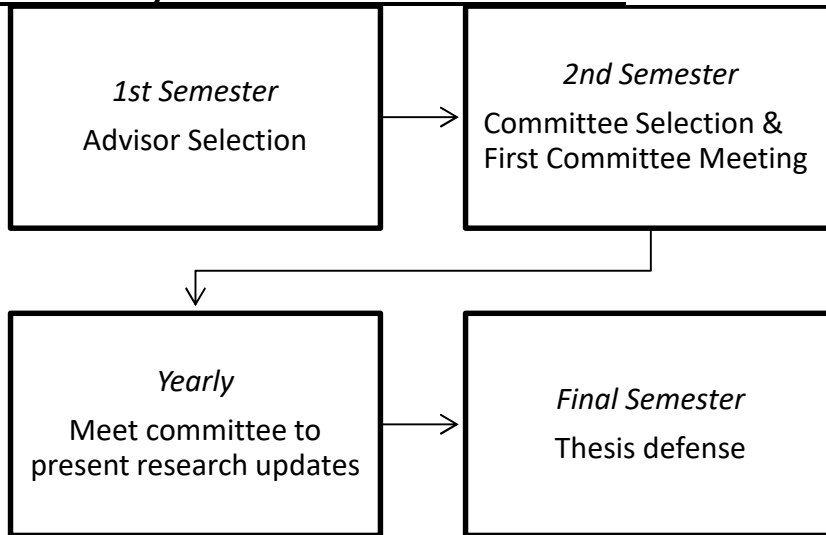 1st Semester
Advisor Selection
2nd Semester
Committee Selection &
First Committee Meeting
Yearly
Meet committee to
present research updates
Final Semester
Thesis defense